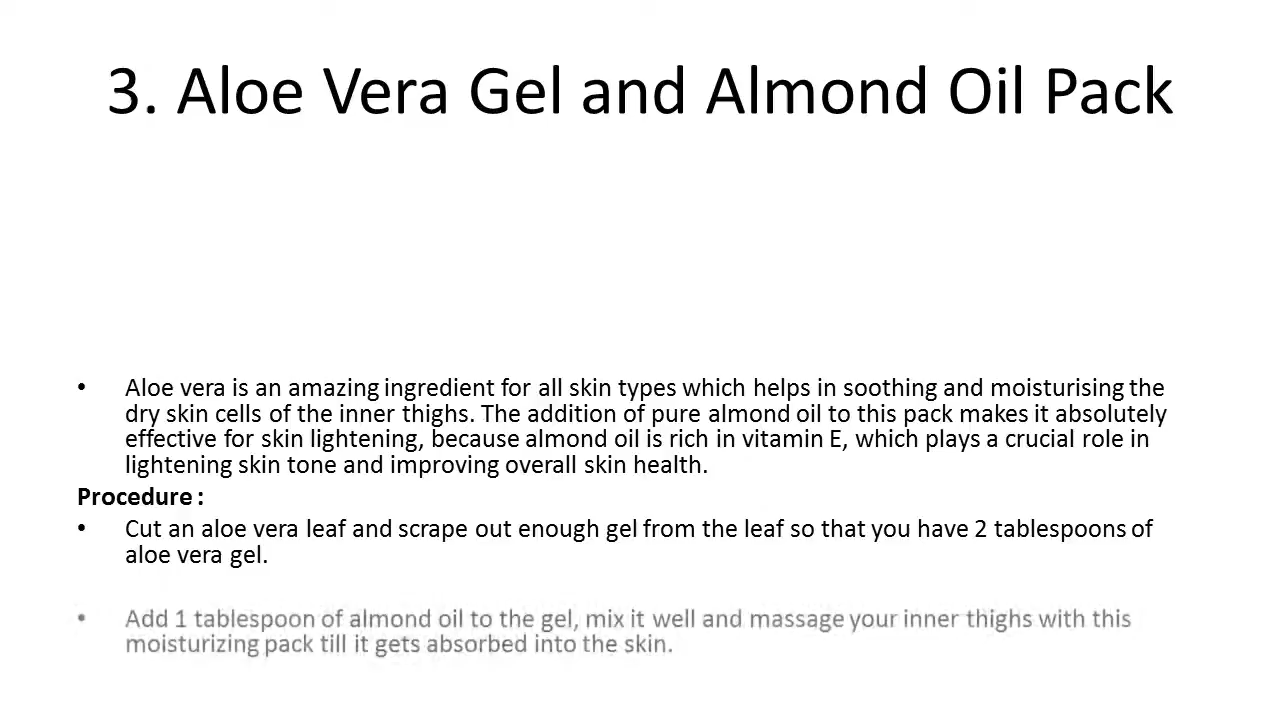 3. Aloe Vera Gel and Almond Oil Pack
• Aloe vera is an amazing ingredient for all skin types which helps in soothing and moisturising the
dry skin cells of the inner thighs. The addition of pure almond oil to this pack makes it absolutely
effective for skin lightening, because almond oil is rich in vitamin E, which plays a crucial role in
lightening skin tone and improving overall skin health.
Procedure :
• Cut an aloe vera leaf and scrape out enough gel from the leaf so that you have 2 tablespoons of
aloe vera gel.
• Add 1 tablespoon of almond oil to the gel, mix it well and massage your inner thighs with this
moisturizing pack till it gets absorbed into the skin.